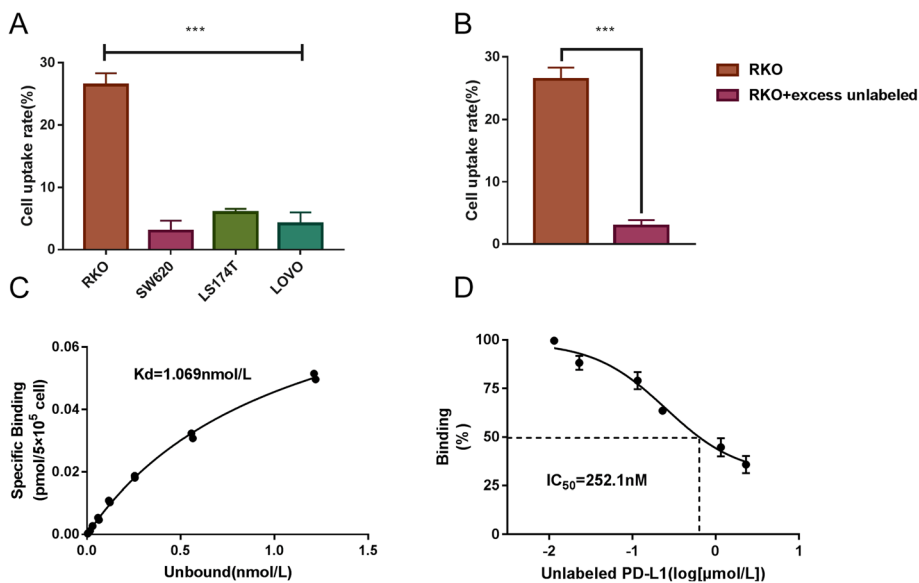 A
***
Cell uptake rate(%)
30
20
10
0
RKO
SW620
LS174T
LOVO
B
***
Cell uptake rate(%)
30
20
10
0
RKO
RKO+excess unlabeled
C
Kd=1.069nmol/L
Specific Binding
(pmol/5×10⁵ cell)
0.06
0.04
0.02
0.00
0.0
0.5
1.0
1.5
Unbound(nmol/L)
D
Binding
(%)
100
75
50
25
0
IC₅₀=252.1nM
-2
-1
0
1
Unlabeled PD-L1(log[μmol/L])